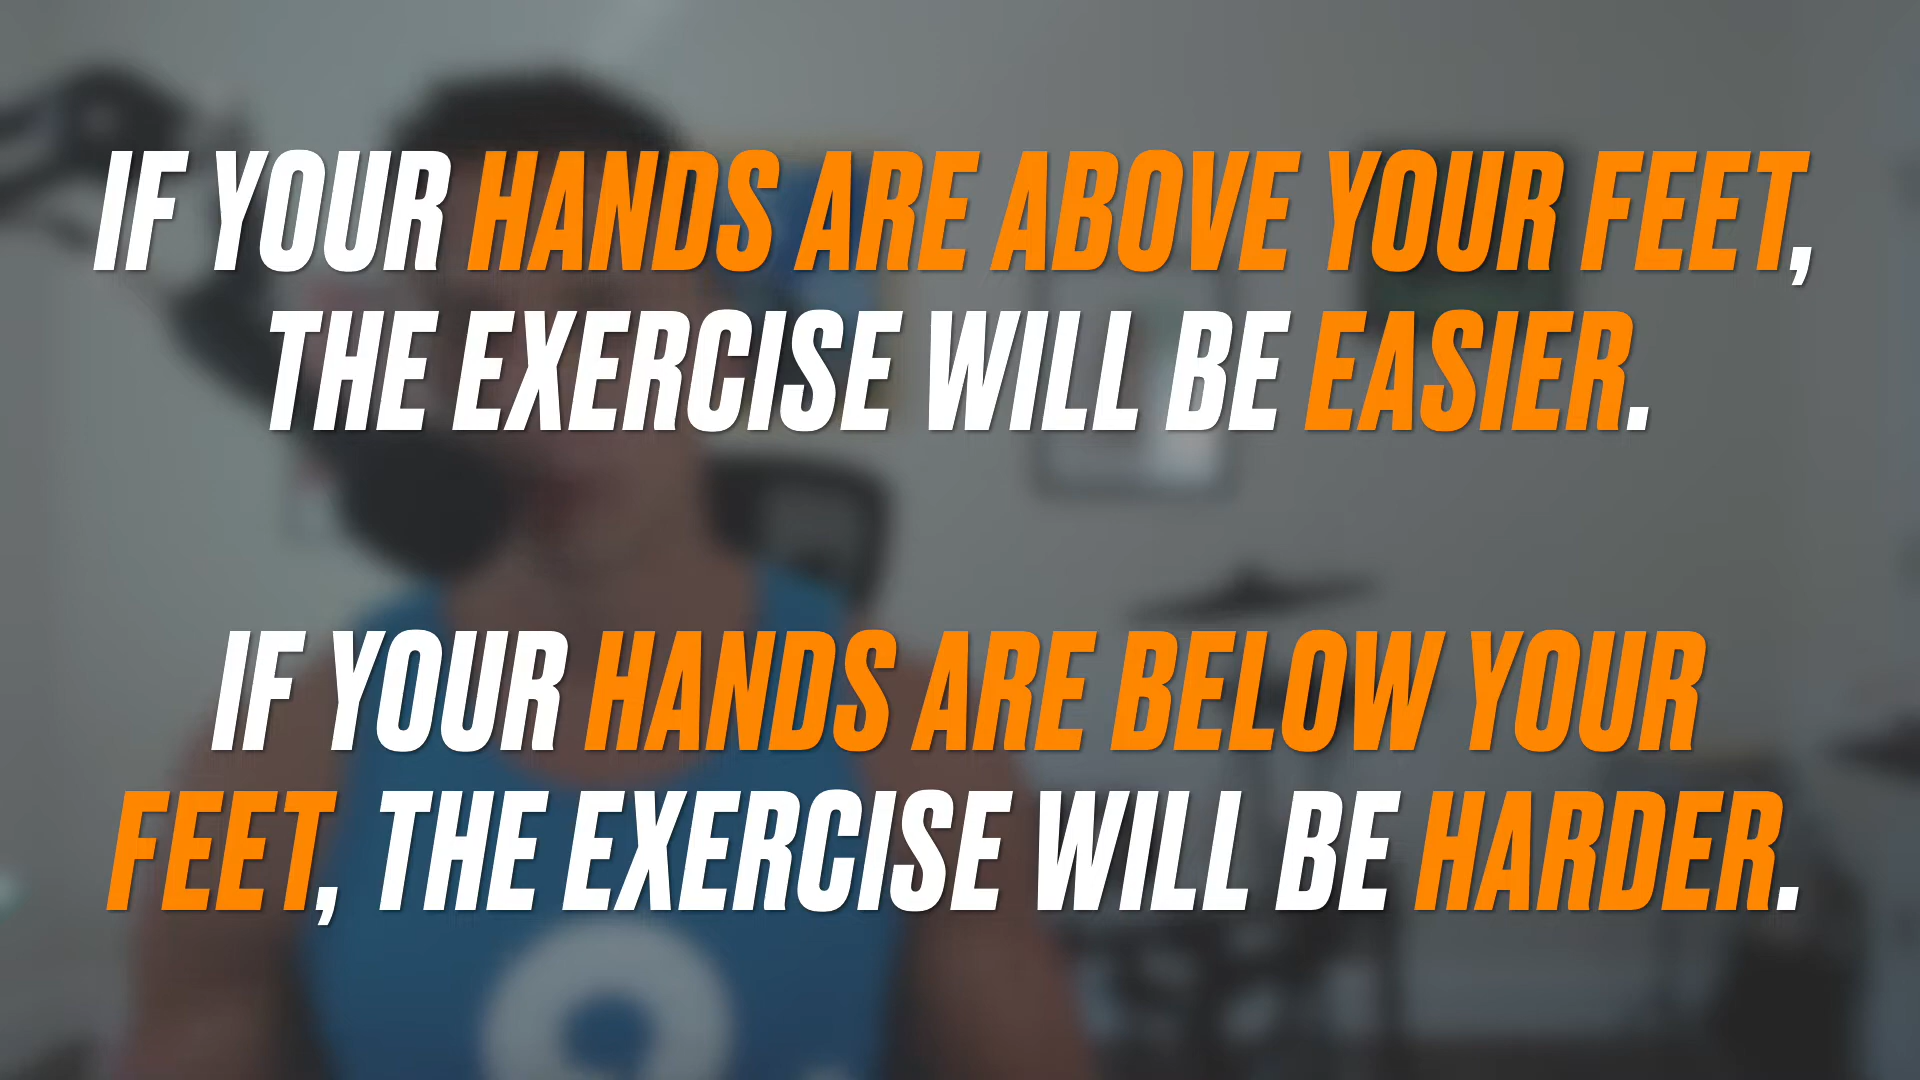 IF YOUR HANDS ARE ABOVE YOUR FEET,
THE EXERCISE WILL BE EASIER.
IF YOUR HANDS ARE BELOW YOUR
FEET, THE EXERCISE WILL BE HARDER.